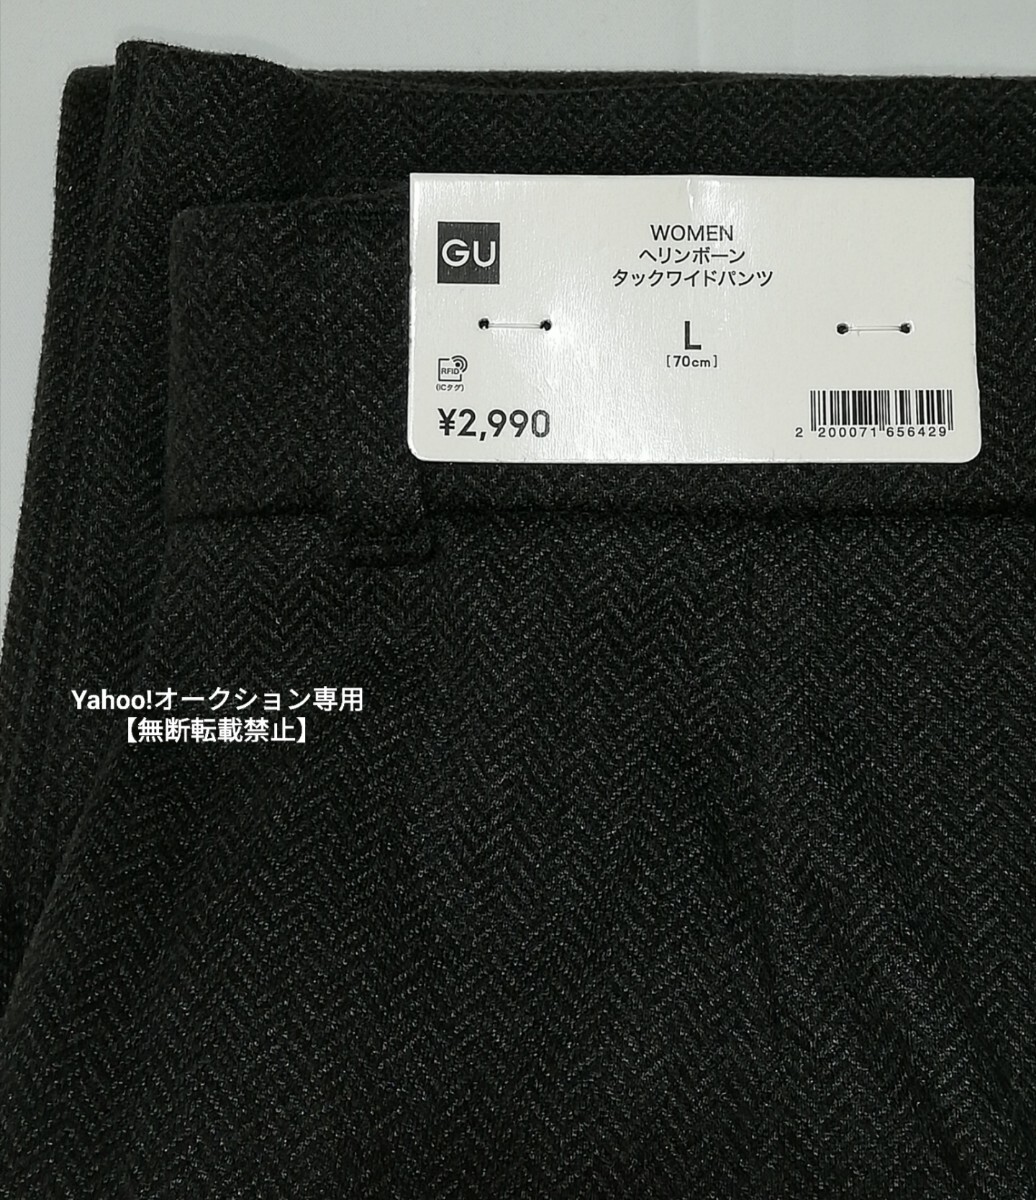 GU
WOMEN
ヘリンボーン
タックワイドパンツ
L
[70cm]
RFID
(ICタグ)
¥2,990
2 200071 656429
Yahoo!オークション専用
【無断転載禁止】